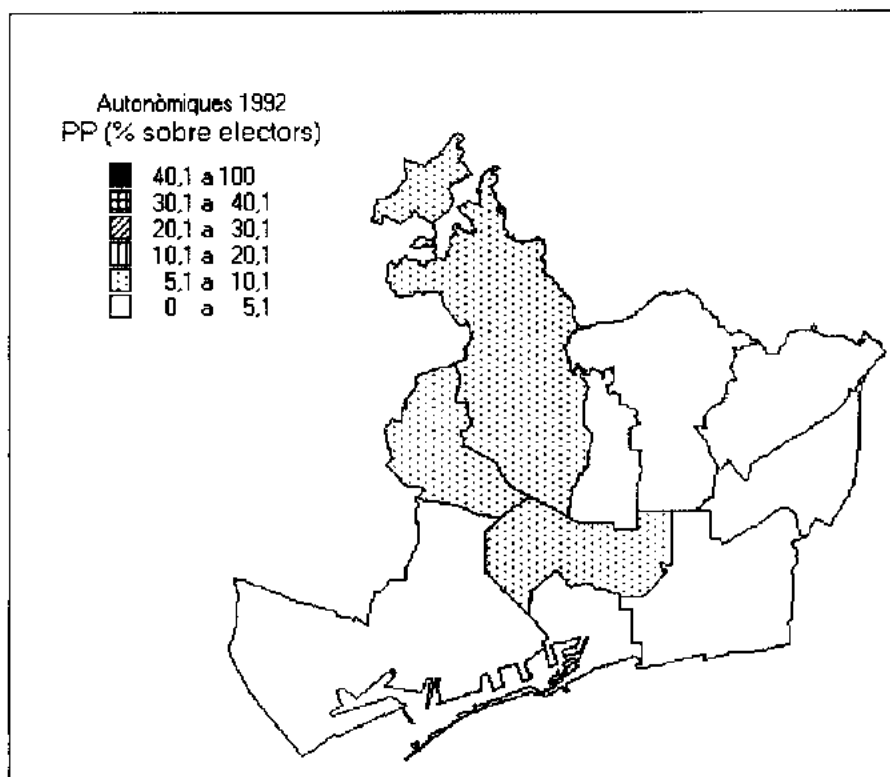 Autonòmiques 1992
PP (% sobre electors)
40,1 a 100
30,1 a 40,1
20,1 a 30,1
10,1 a 20,1
5,1 a 10,1
0 a 5,1